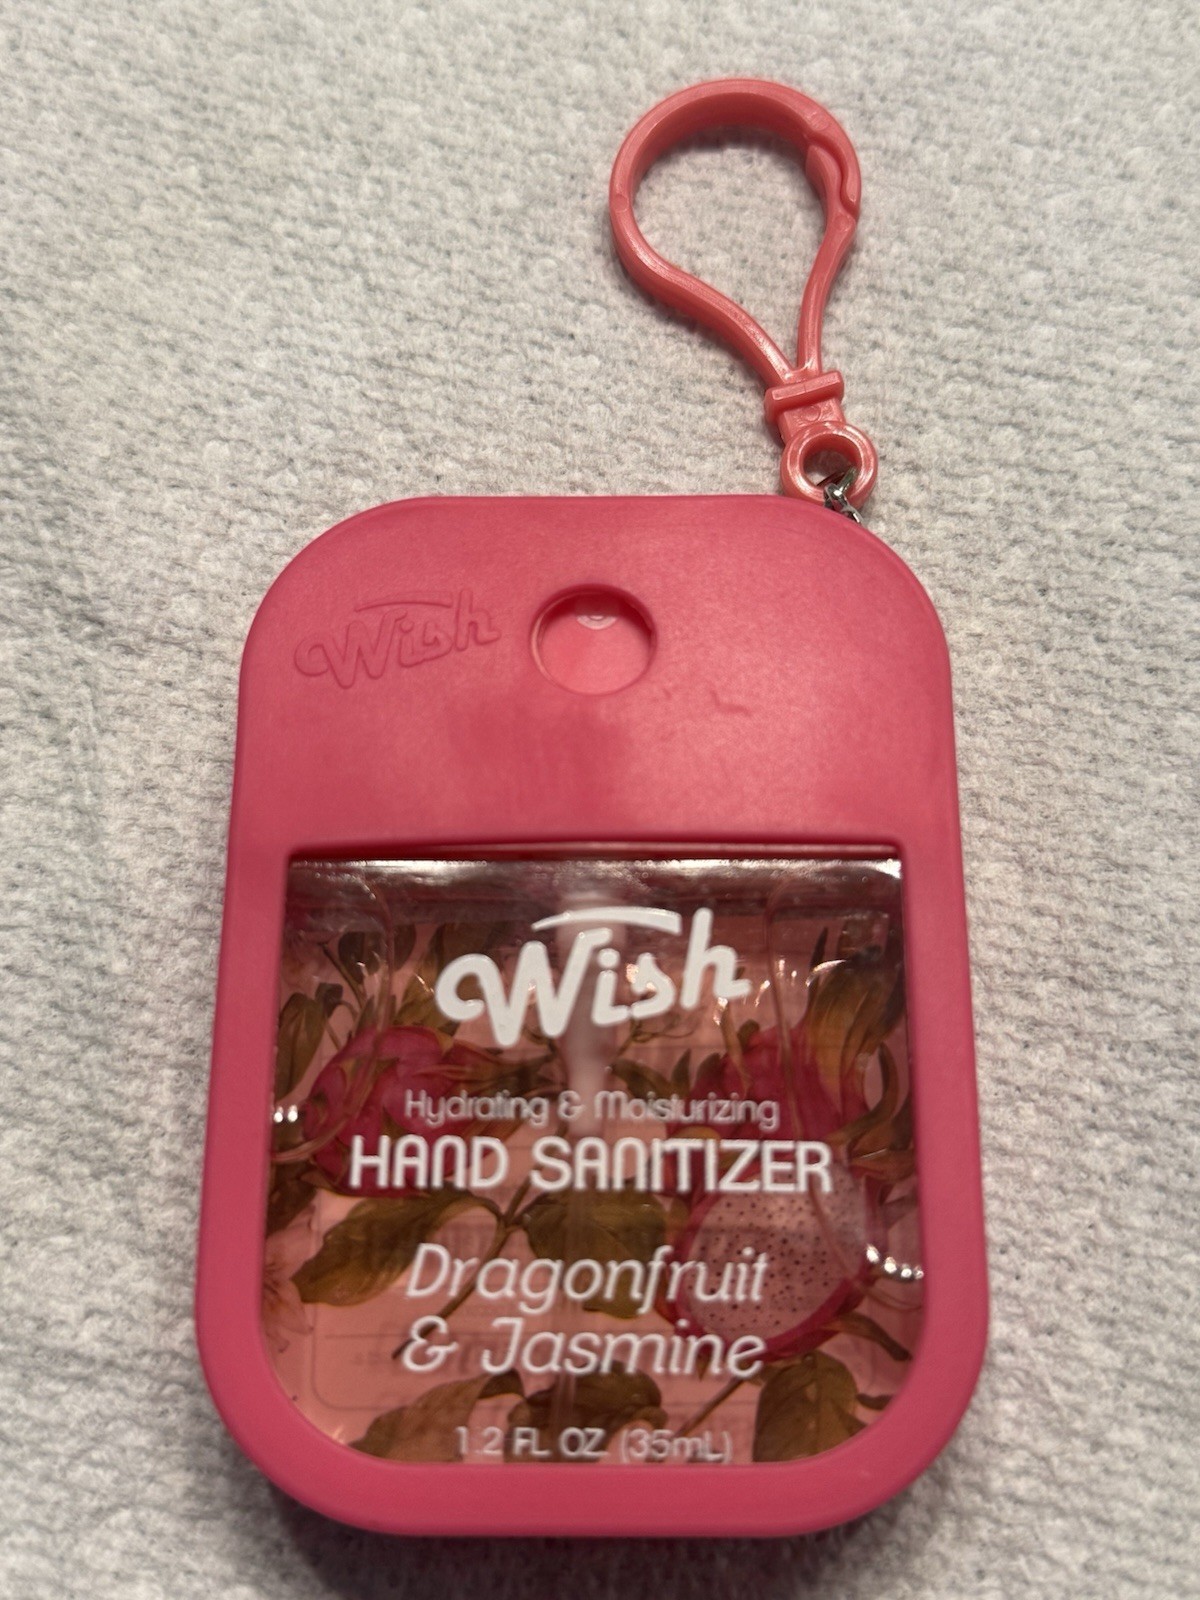 Wish
Wish
Hydrating & Moisturizing
HAND SANITIZER
Dragonfruit
& Jasmine
1.2 FL OZ (35mL)